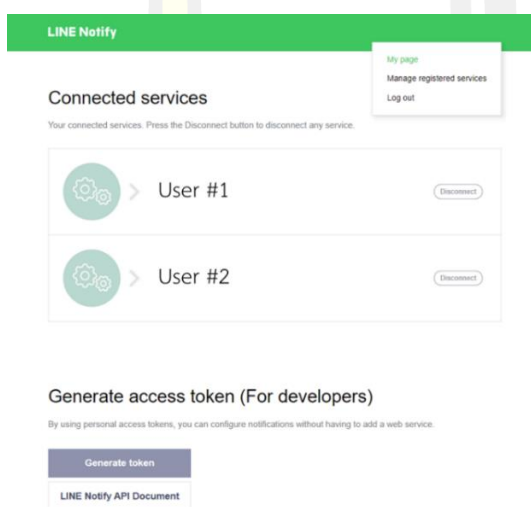 LINE Notify
My page
Manage registered services
Log out
Connected services
Your connected services. Press the Disconnect button to disconnect any service.
User #1
Disconnect
User #2
Disconnect
Generate access token (For developers)
By using personal access tokens, you can configure notifications without having to add a web service.
Generate token
LINE Notify API Document